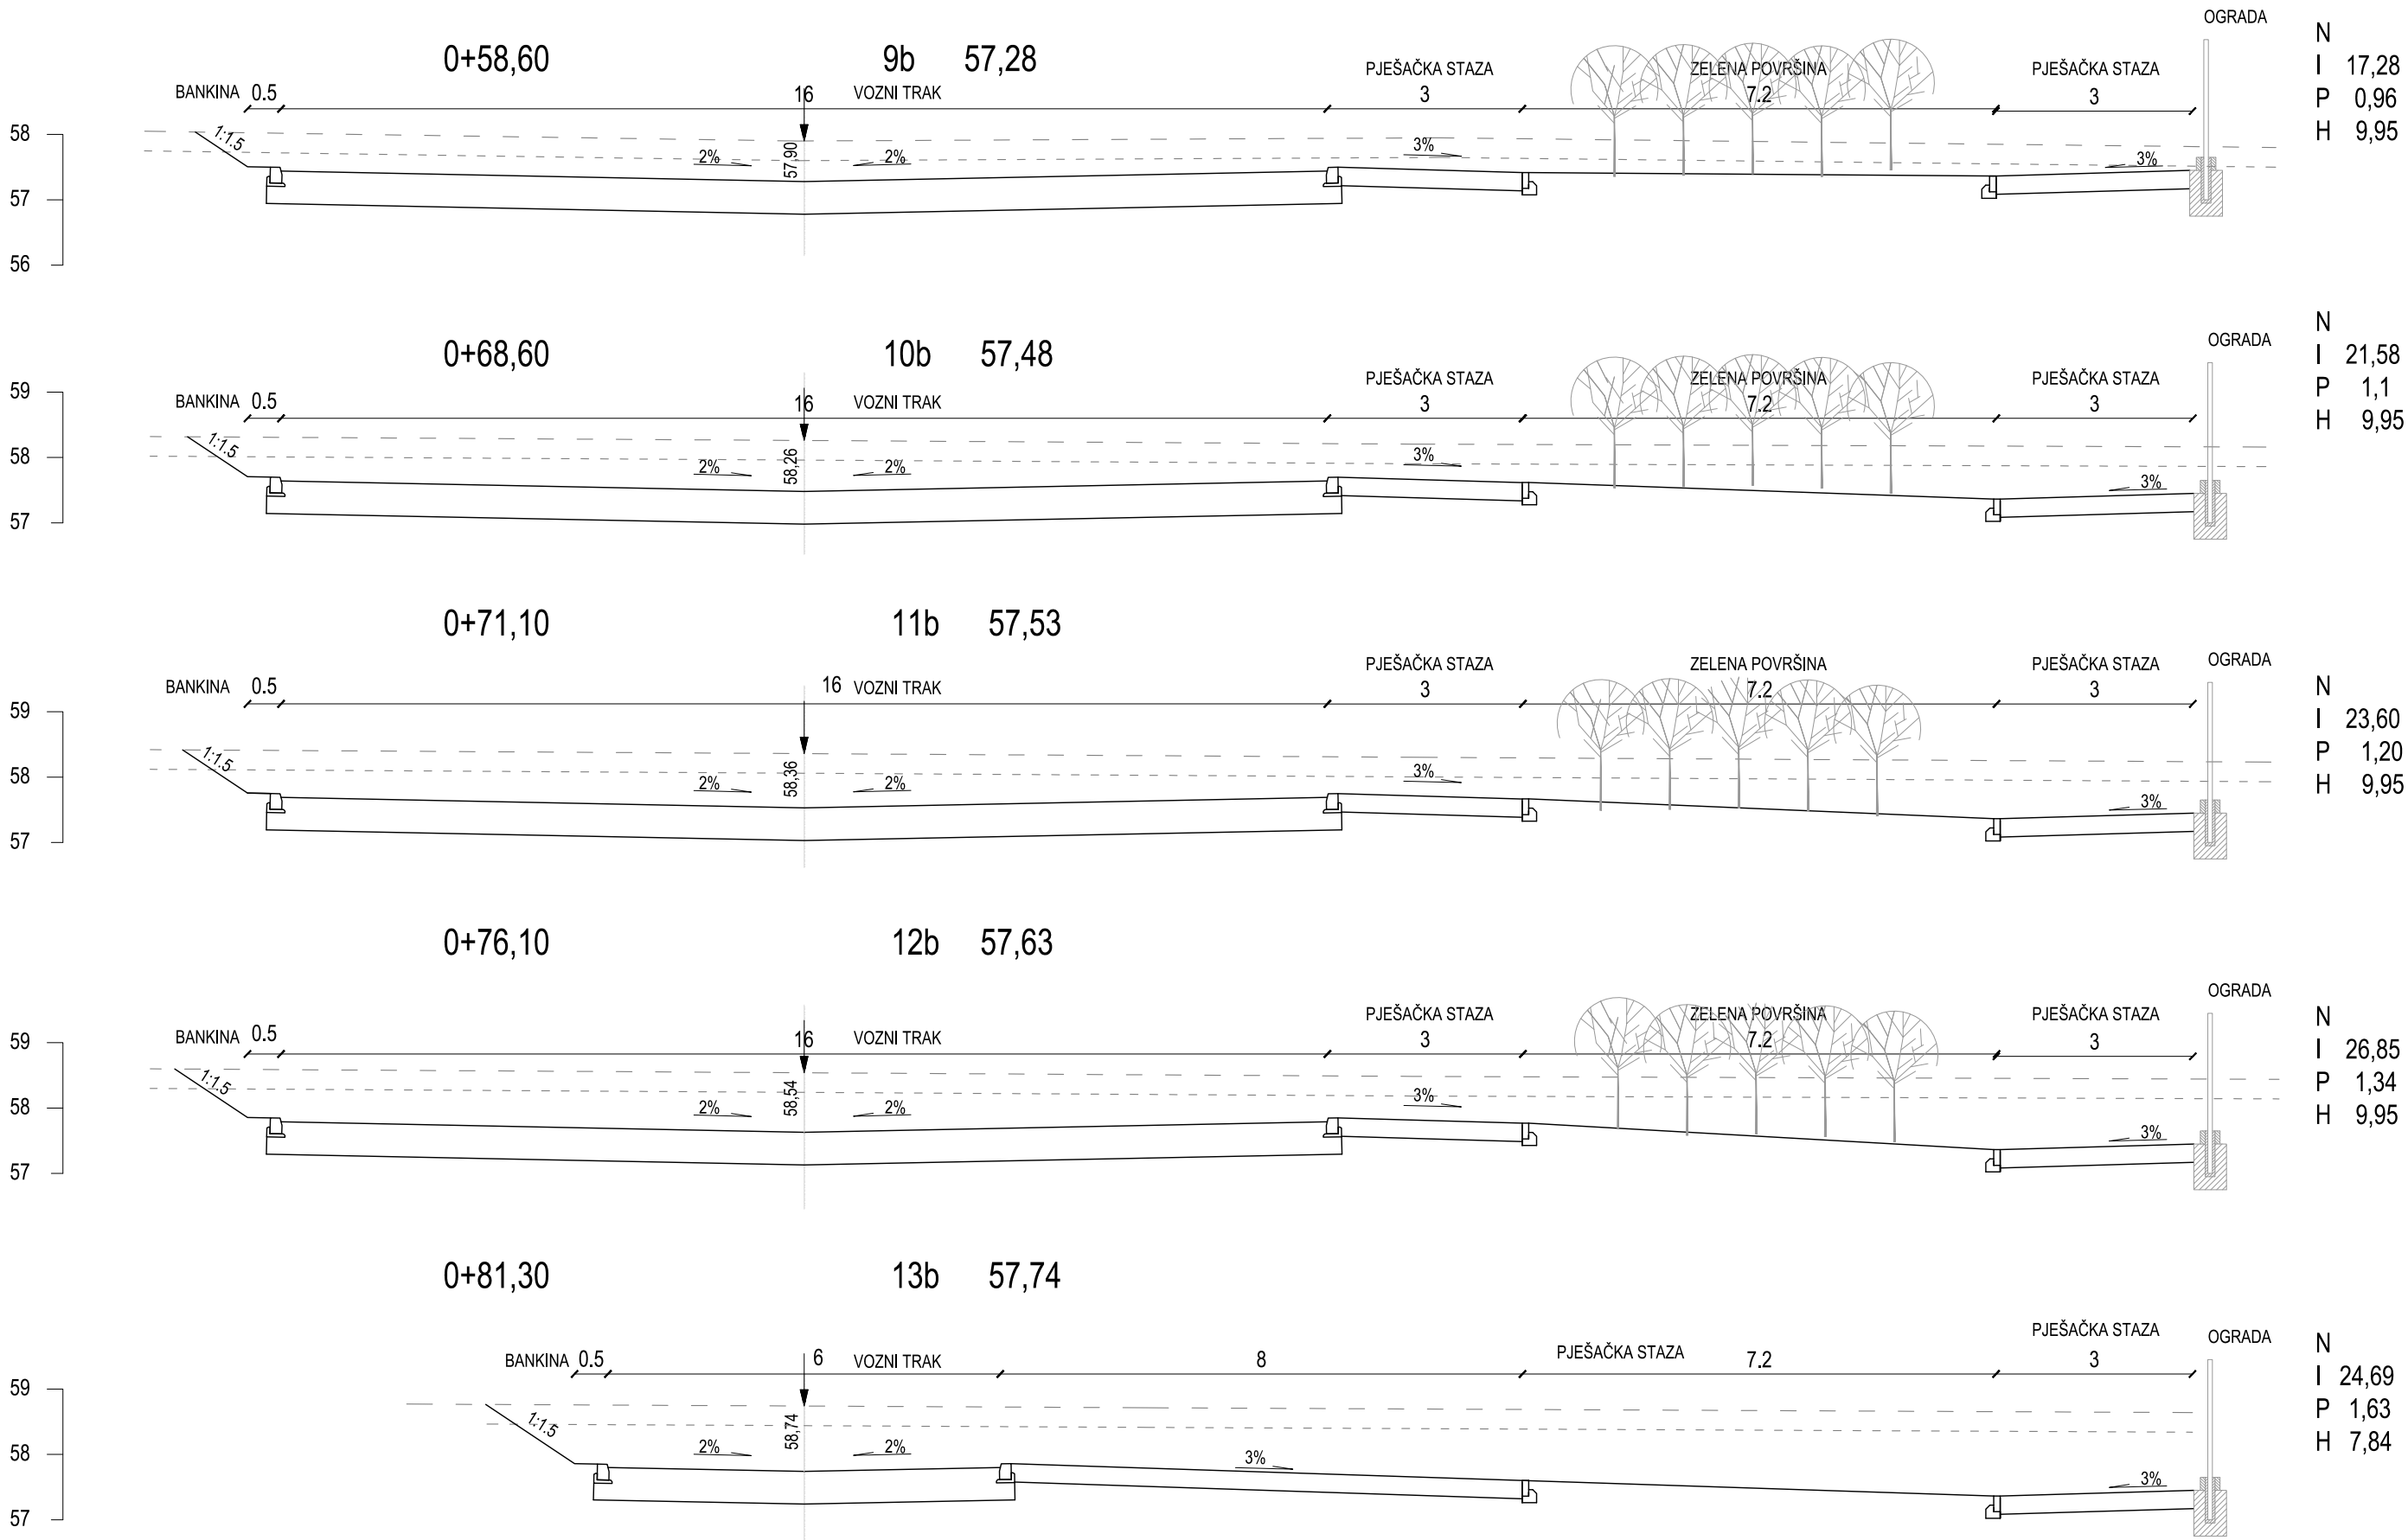 0+58,60 9b 57,28
OGRADA
BANKINA 0.5 16 VOZNI TRAK PJEŠAČKA STAZA 3 ZELENA POVRŠINA 7.2 PJEŠAČKA STAZA 3
N
I 17,28
P 0,96
H 9,95
58
57
56
1:1.5 2% 57,90 2% 3% 3%
0+68,60 10b 57,48
OGRADA
BANKINA 0.5 16 VOZNI TRAK PJEŠAČKA STAZA 3 ZELENA POVRŠINA 7.2 PJEŠAČKA STAZA 3
N
I 21,58
P 1,1
H 9,95
59
58
57
1:1.5 2% 58,26 2% 3% 3%
0+71,10 11b 57,53
OGRADA
BANKINA 0.5 16 VOZNI TRAK PJEŠAČKA STAZA 3 ZELENA POVRŠINA 7.2 PJEŠAČKA STAZA 3
N
I 23,60
P 1,20
H 9,95
59
58
57
1:1.5 2% 58,36 2% 3% 3%
0+76,10 12b 57,63
OGRADA
BANKINA 0.5 16 VOZNI TRAK PJEŠAČKA STAZA 3 ZELENA POVRŠINA 7.2 PJEŠAČKA STAZA 3
N
I 26,85
P 1,34
H 9,95
59
58
57
1:1.5 2% 58,54 2% 3% 3%
0+81,30 13b 57,74
OGRADA
BANKINA 0.5 6 VOZNI TRAK 8 PJEŠAČKA STAZA 7.2 PJEŠAČKA STAZA 3
N
I 24,69
P 1,63
H 7,84
59
58
57
1:1.5 2% 58,74 2% 3% 3%